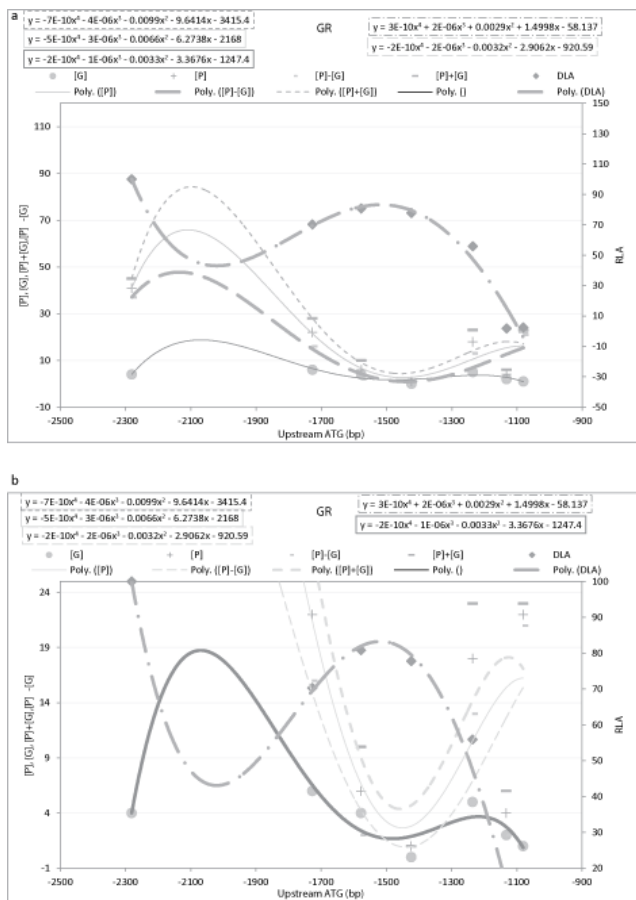 a
y = -7E-10x⁴ - 4E-06x³ - 0.0099x² - 9.6414x - 3415.4
y = -5E-10x⁴ - 3E-06x³ - 0.0066x² - 6.2738x - 2168
y = -2E-10x⁴ - 1E-06x³ - 0.0033x² - 3.3676x - 1247.4
GR
y = 3E-10x⁴ + 2E-06x³ + 0.0029x² + 1.4998x - 58.137
y = -2E-10x⁴ - 2E-06x³ - 0.0032x² - 2.9062x - 920.59
[G] [P] [P]-[G] [P]+[G] DLA
Poly. ([P]) Poly. ([P]-[G]) Poly. ([P]+[G]) Poly. () Poly. (DLA)
110
90
70
50
30
10
-10
[P], [G], [P]+[G],[P] -[G]
150
130
110
90
70
50
30
10
-10
-30
-50
RLA
-2500 -2300 -2100 -1900 -1700 -1500 -1300 -1100 -900
Upstream ATG (bp)
b
y = -7E-10x⁴ - 4E-06x³ - 0.0099x² - 9.6414x - 3415.4
y = -5E-10x⁴ - 3E-06x³ - 0.0066x² - 6.2738x - 2168
y = -2E-10x⁴ - 2E-06x³ - 0.0032x² - 2.9062x - 920.59
GR
y = 3E-10x⁴ + 2E-06x³ + 0.0029x² + 1.4998x - 58.137
y = -2E-10x⁴ - 1E-06x³ - 0.0033x² - 3.3676x - 1247.4
[G] [P] [P]-[G] [P]+[G] DLA
Poly. ([P]) Poly. ([P]-[G]) Poly. ([P]+[G]) Poly. () Poly. (DLA)
24
19
14
9
4
-1
[P], [G], [P]+[G],[P] -[G]
100
90
80
70
60
50
40
30
20
RLA
-2500 -2300 -2100 -1900 -1700 -1500 -1300 -1100 -900
Upstream ATG (bp)